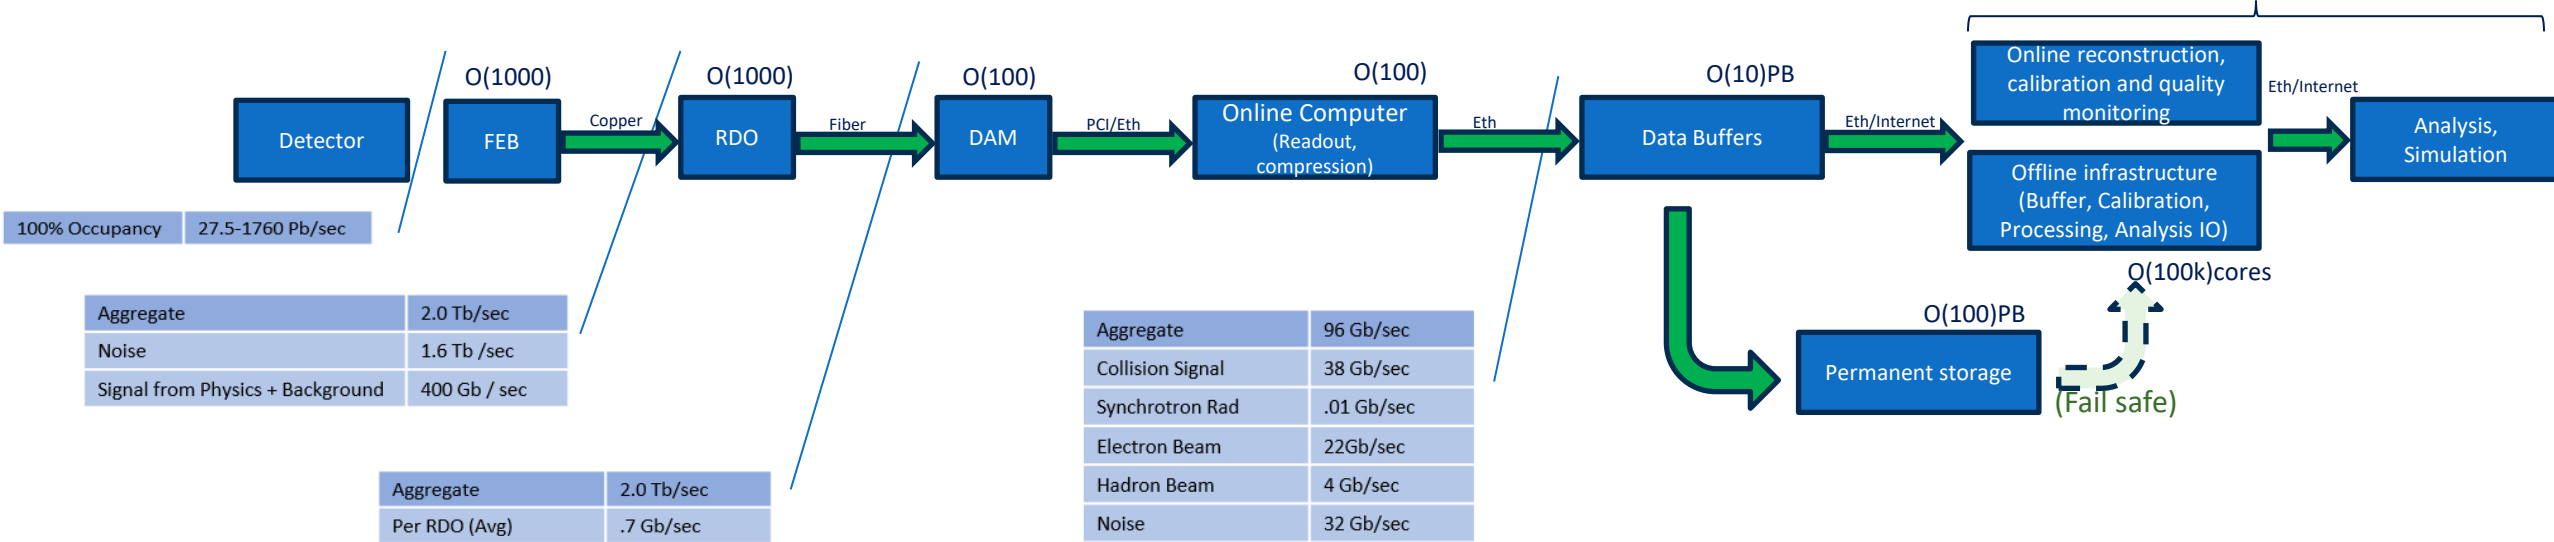 O(1000)
O(1000)
O(100)
O(100)
O(10)PB
Detector
FEB
Copper
RDO
Fiber
DAM
PCI/Eth
Online Computer
(Readout,
compression)
Eth
Data Buffers
Eth/Internet
Online reconstruction,
calibration and quality
monitoring
Offline infrastructure
(Buffer, Calibration,
Processing, Analysis IO)
O(100k)cores
Eth/Internet
Analysis,
Simulation
O(100)PB
Permanent storage
(Fail safe)
100% Occupancy 27.5-1760 Pb/sec
Aggregate 2.0 Tb/sec
Noise 1.6 Tb /sec
Signal from Physics + Background 400 Gb / sec
Aggregate 2.0 Tb/sec
Per RDO (Avg) .7 Gb/sec
Aggregate 96 Gb/sec
Collision Signal 38 Gb/sec
Synchrotron Rad .01 Gb/sec
Electron Beam 22Gb/sec
Hadron Beam 4 Gb/sec
Noise 32 Gb/sec